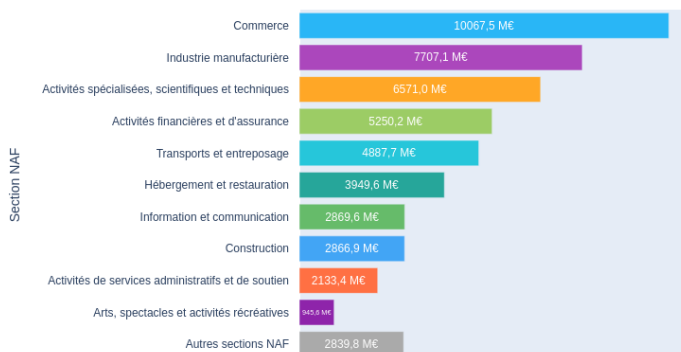 Section NAF
Commerce 10067,5 M€
Industrie manufacturière 7707,1 M€
Activités spécialisées, scientifiques et techniques 6571,0 M€
Activités financières et d'assurance 5250,2 M€
Transports et entreposage 4887,7 M€
Hébergement et restauration 3949,6 M€
Information et communication 2869,6 M€
Construction 2866,9 M€
Activités de services administratifs et de soutien 2133,4 M€
Arts, spectacles et activités récréatives 945,6 M€
Autres sections NAF 2839,8 M€